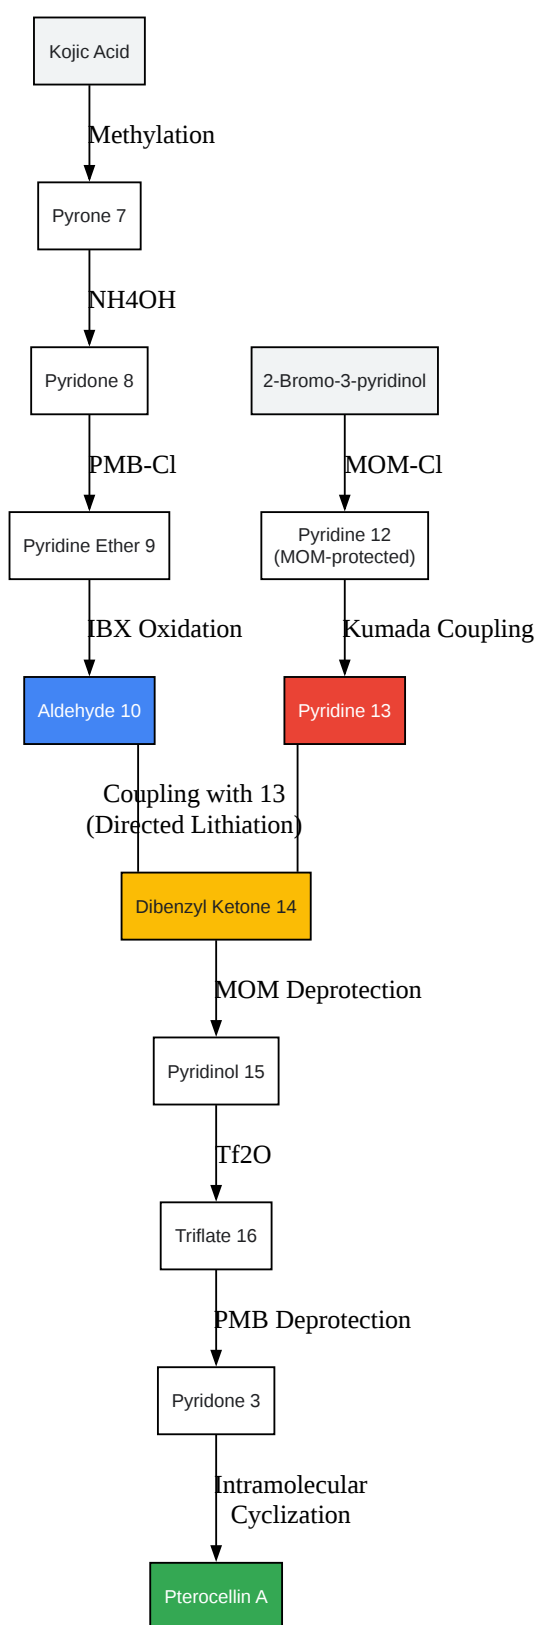 Kojic Acid
Methylation
Pyrone 7
NH4OH
Pyridone 8
2-Bromo-3-pyridinol
PMB-Cl
MOM-Cl
Pyridine Ether 9
Pyridine 12
(MOM-protected)
IBX Oxidation
Kumada Coupling
Aldehyde 10
Pyridine 13
Coupling with 13
(Directed Lithiation)
Dibenzyl Ketone 14
MOM Deprotection
Pyridinol 15
Tf2O
Triflate 16
PMB Deprotection
Pyridone 3
Intramolecular
Cyclization
Pterocellin A